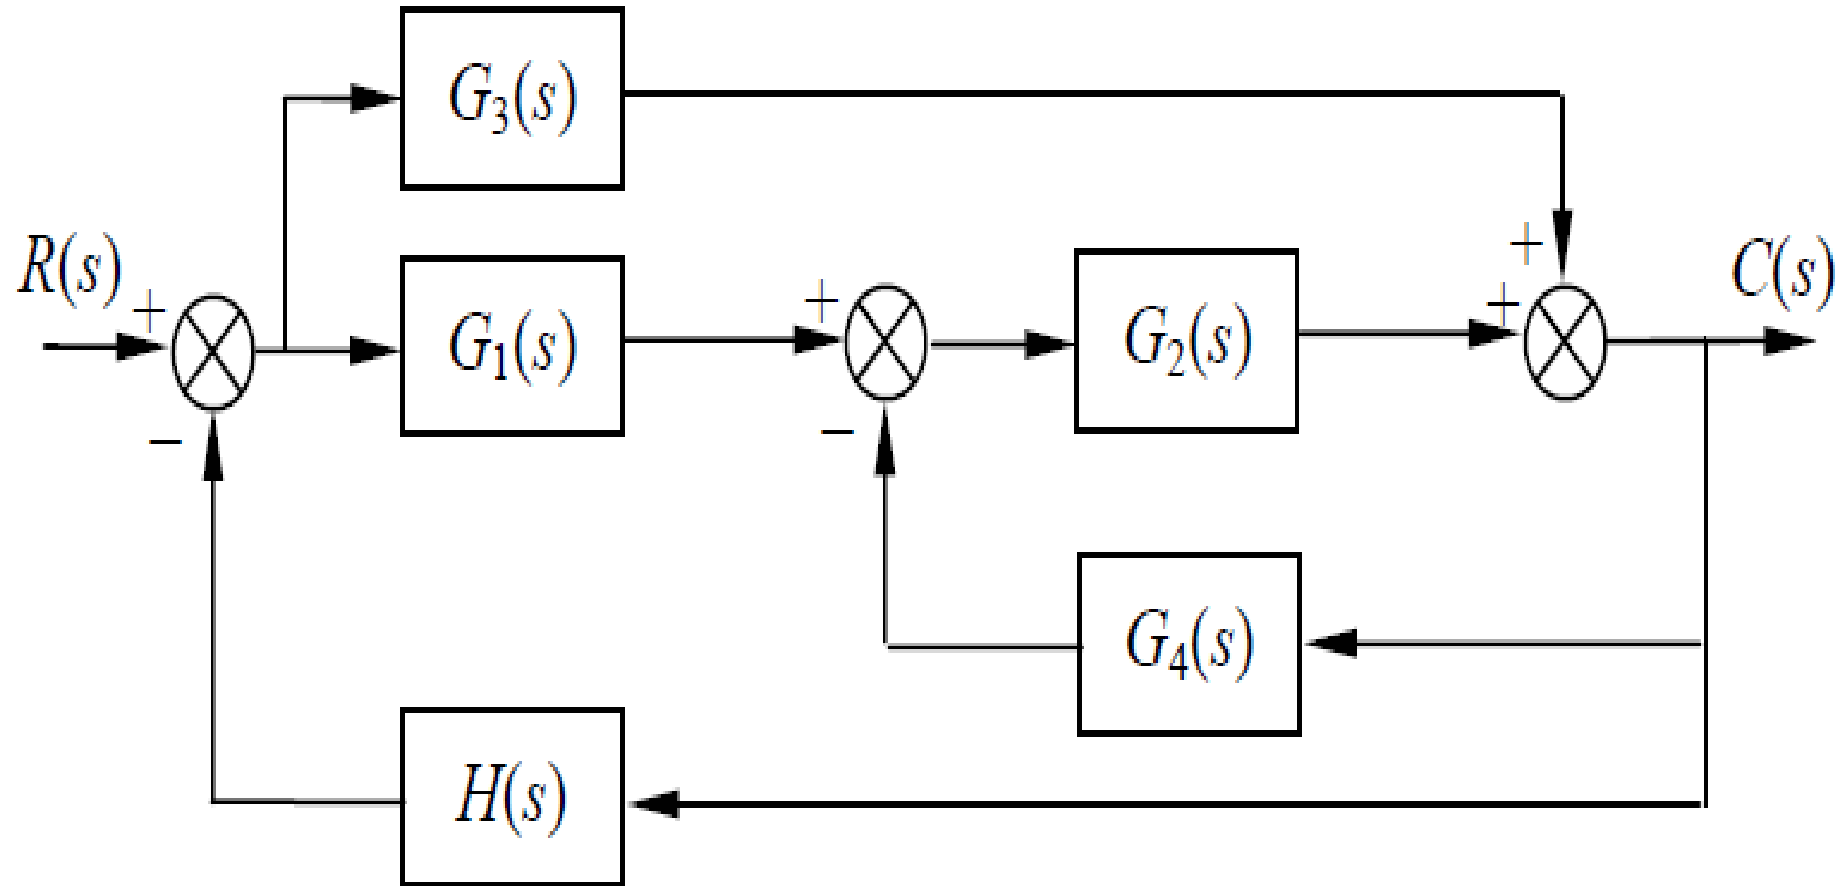 G₃(s)
R(s)
+
−
G₁(s)
+
−
G₂(s)
+
+
C(s)
G₄(s)
H(s)